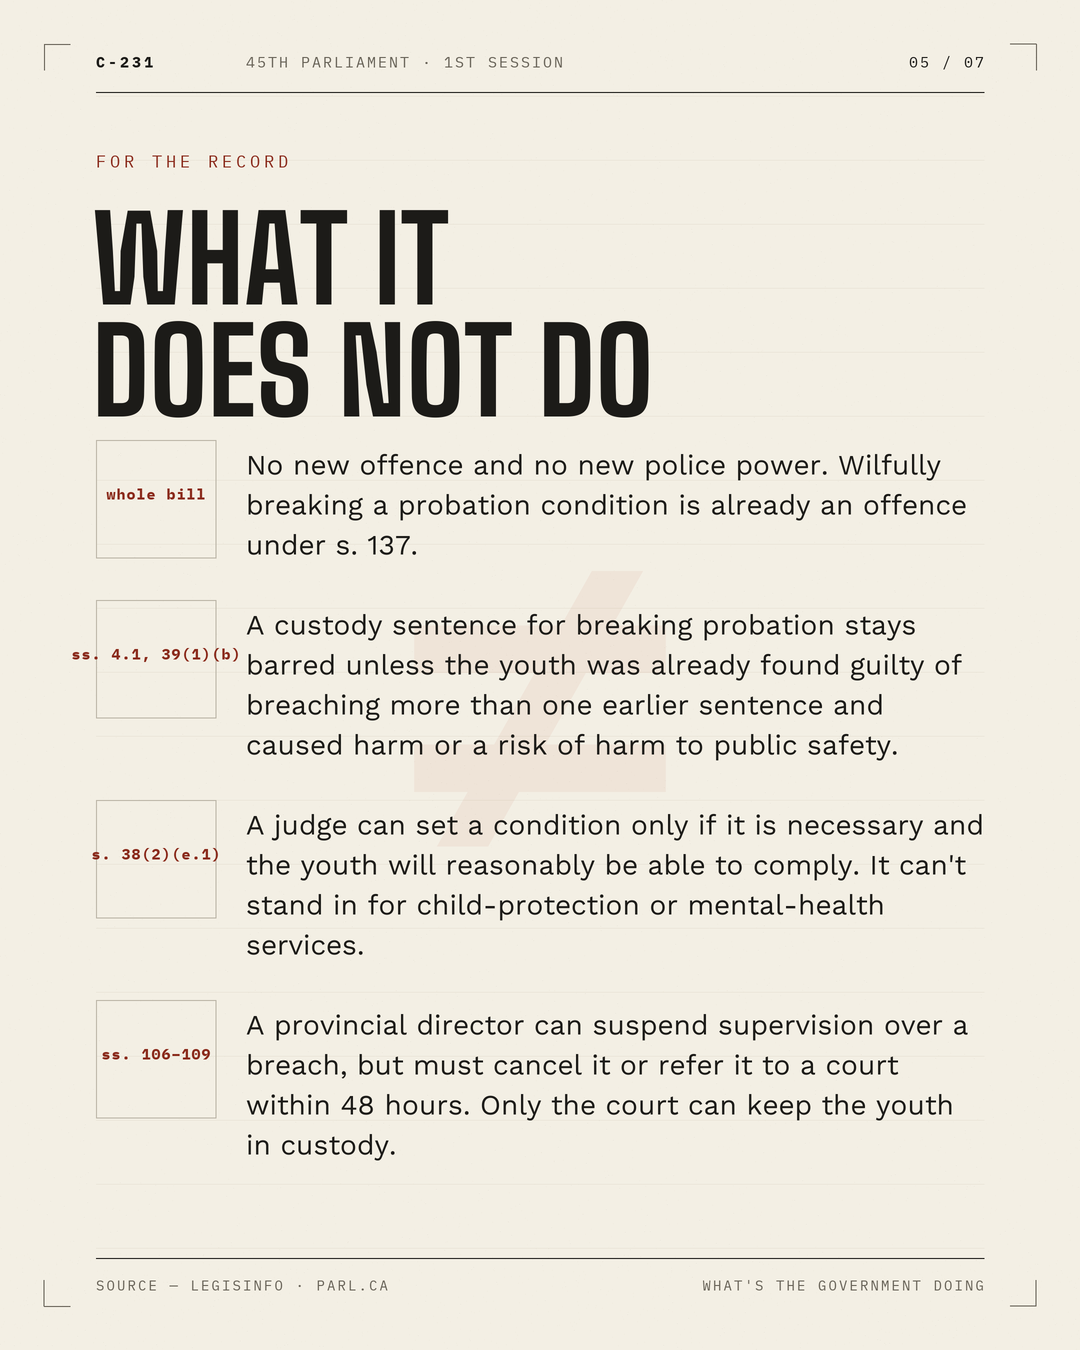 C-231 45TH PARLIAMENT · 1ST SESSION 05 / 07
FOR THE RECORD
WHAT IT
DOES NOT DO
whole bill
No new offence and no new police power. Wilfully
breaking a probation condition is already an offence
under s. 137.
ss. 4.1, 39(1)(b)
A custody sentence for breaking probation stays
barred unless the youth was already found guilty of
breaching more than one earlier sentence and
caused harm or a risk of harm to public safety.
s. 38(2)(e.1)
A judge can set a condition only if it is necessary and
the youth will reasonably be able to comply. It can't
stand in for child-protection or mental-health
services.
ss. 106–109
A provincial director can suspend supervision over a
breach, but must cancel it or refer it to a court
within 48 hours. Only the court can keep the youth
in custody.
SOURCE — LEGISINFO · PARL.CA WHAT'S THE GOVERNMENT DOING